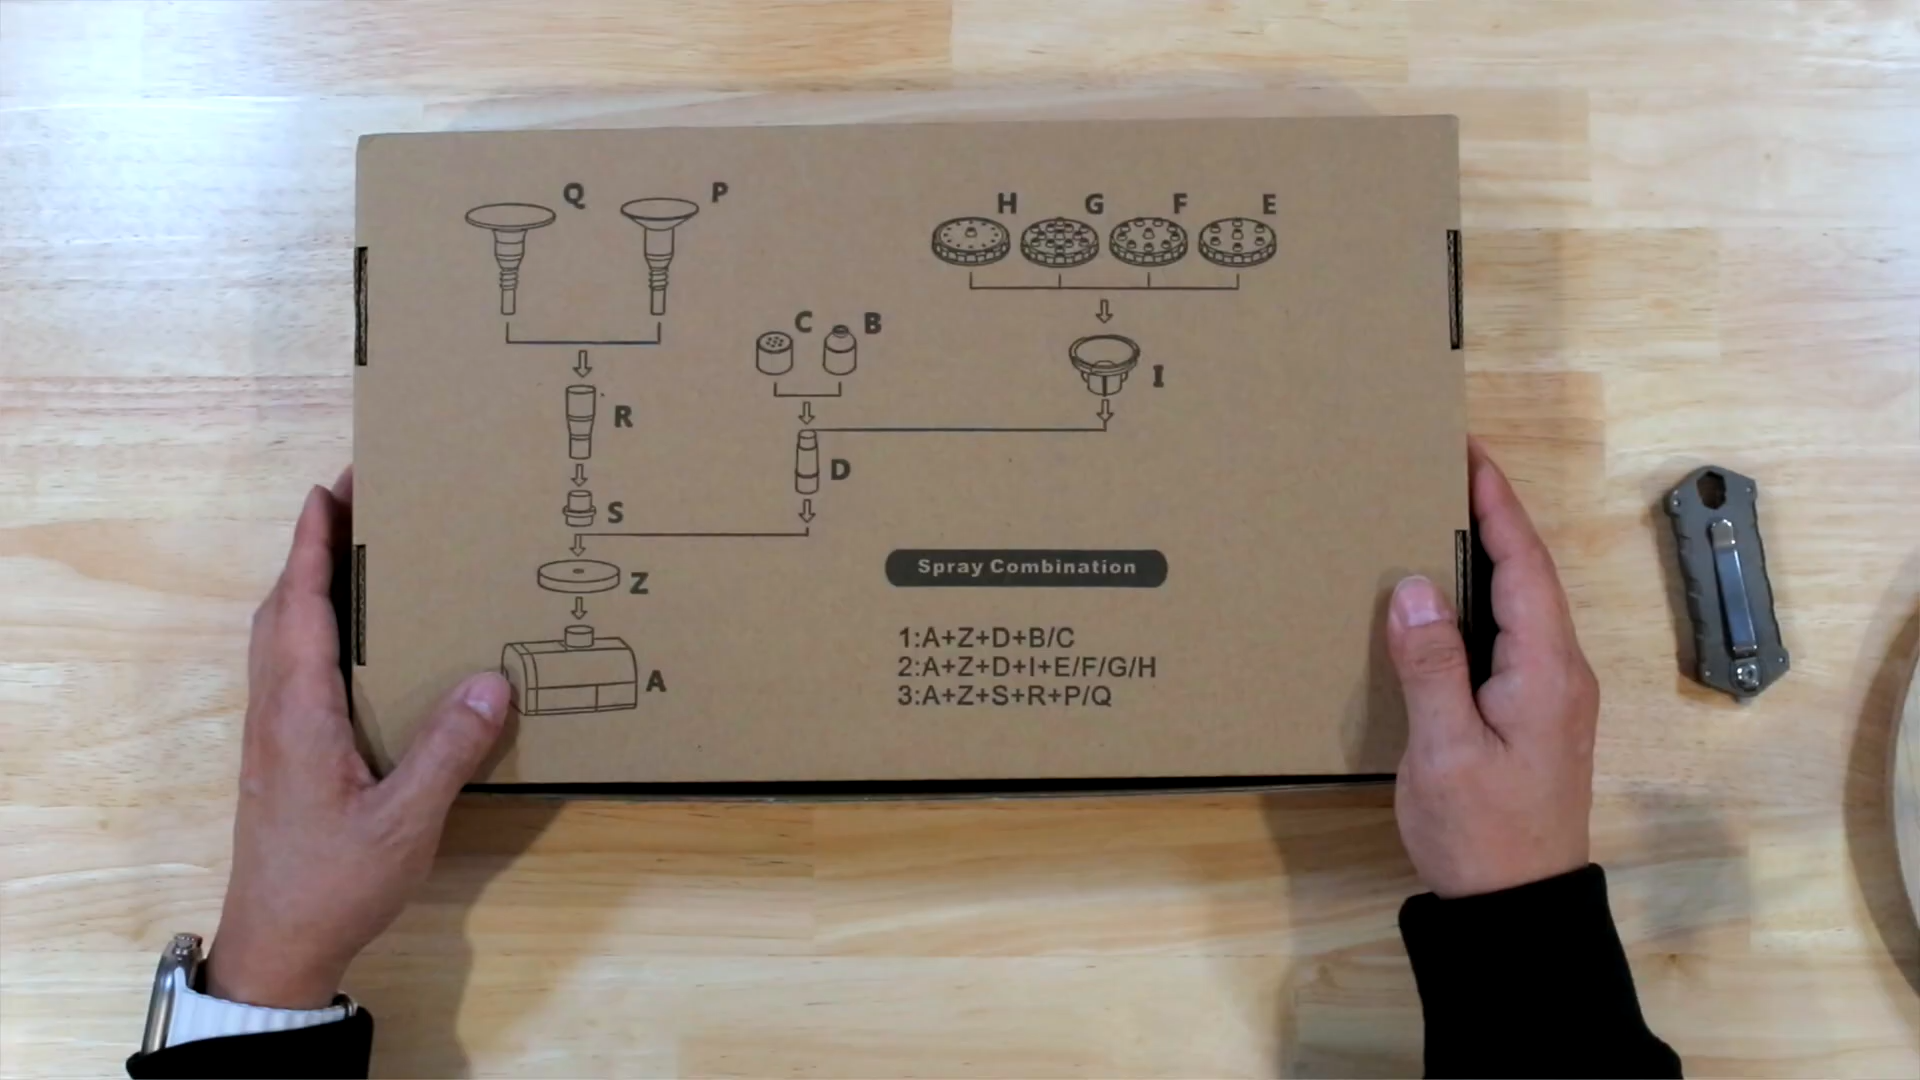 Q P
H G F E
C B
I
R
D
S
Z
A
Spray Combination
1:A+Z+D+B/C
2:A+Z+D+I+E/F/G/H
3:A+Z+S+R+P/Q